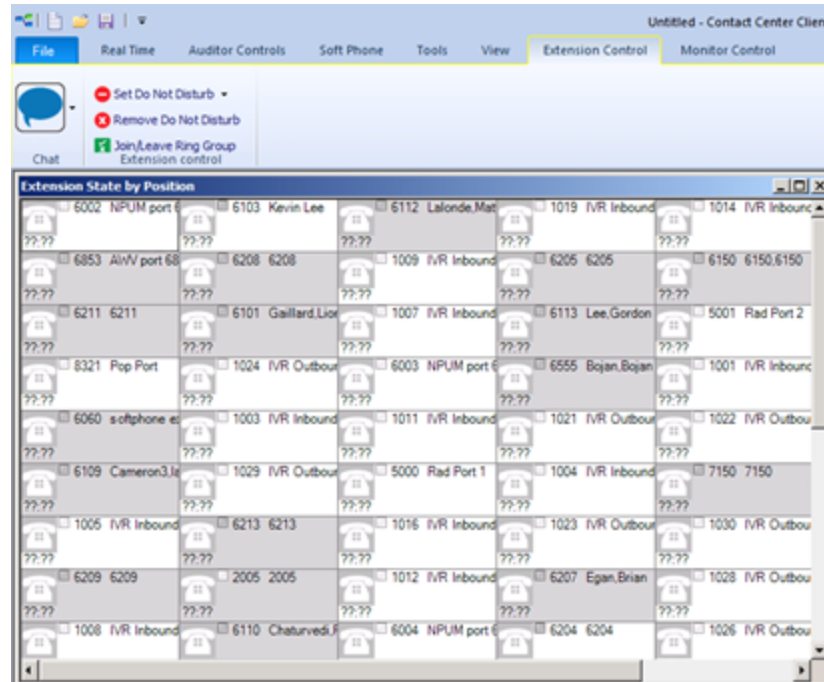 Untitled - Contact Center Clien
File Real Time Auditor Controls Soft Phone Tools View Extension Control Monitor Control
Set Do Not Disturb
Remove Do Not Disturb
Join/Leave Ring Group
Chat Extension control
Extension State by Position
6002 NPUM port 6103 Kevin Lee 6112 Lalonde,Mat 1019 IVR Inbound 1014 IVR Inbound
??:?? ??:?? ??:?? ??:?? ??:??
6853 AWV port 68 6208 6208 1009 IVR Inbound 6205 6205 6150 6150,6150
??:?? ??:?? ??:?? ??:?? ??:??
6211 6211 6101 Gaillard,Lion 1007 IVR Inbound 6113 Lee,Gordon 5001 Rad Port 2
??:?? ??:?? ??:?? ??:?? ??:??
8321 Pop Port 1024 IVR Outbour 6003 NPUM port 6 6555 Bojan,Bojan 1001 IVR Inbound
??:?? ??:?? ??:?? ??:?? ??:??
6060 softphone e 1003 IVR Inbound 1011 IVR Inbound 1021 IVR Outbour 1022 IVR Outbou
??:?? ??:?? ??:?? ??:?? ??:??
6109 Cameron3,Ia 1029 IVR Outbour 5000 Rad Port 1 1004 IVR Inbound 7150 7150
??:?? ??:?? ??:?? ??:?? ??:??
1005 IVR Inbound 6213 6213 1016 IVR Inbound 1023 IVR Outbour 1030 IVR Outbou
??:?? ??:?? ??:?? ??:?? ??:??
6209 6209 2005 2005 1012 IVR Inbound 6207 Egan,Brian 1028 IVR Outbou
??:?? ??:?? ??:?? ??:?? ??:??
1008 IVR Inbound 6110 Chaturvedi,F 6004 NPUM port 6 6204 6204 1026 IVR Outbou